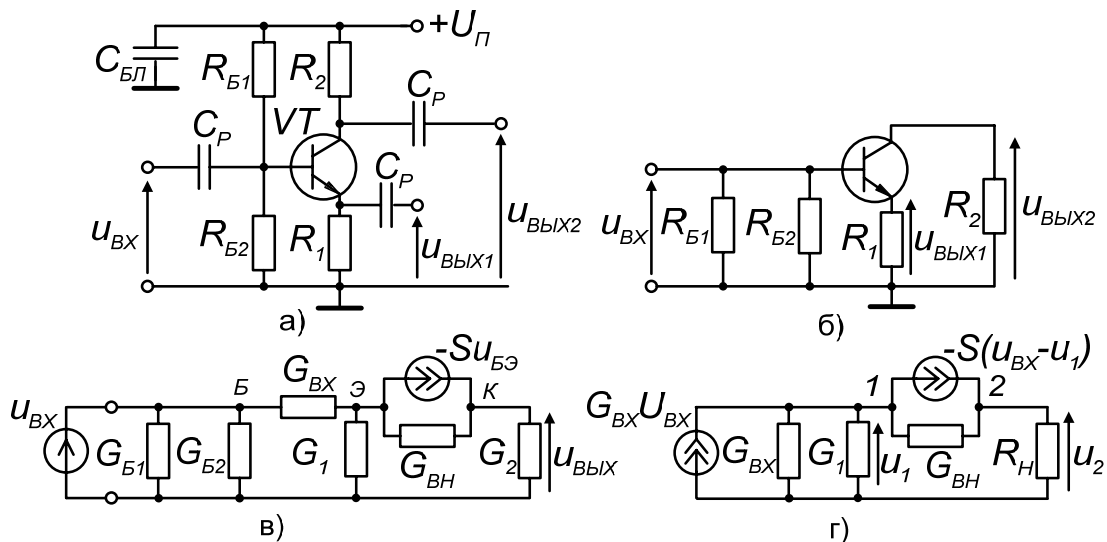 +U_П
C_БЛ
R_Б1
R_2
C_Р
VT
C_Р
C_Р
u_ВХ
R_Б2
R_1
u_ВЫХ1
u_ВЫХ2
а)
u_ВХ
R_Б1
R_Б2
R_1
u_ВЫХ1
R_2
u_ВЫХ2
б)
u_ВХ
G_Б1
G_Б2
Б
G_ВХ
Э
G_1
-Su_БЭ
К
G_ВН
G_2
u_ВЫХ
в)
G_ВХU_ВХ
G_ВХ
G_1
u_1
1
-S(u_ВХ-u_1)
2
G_ВН
R_Н
u_2
г)